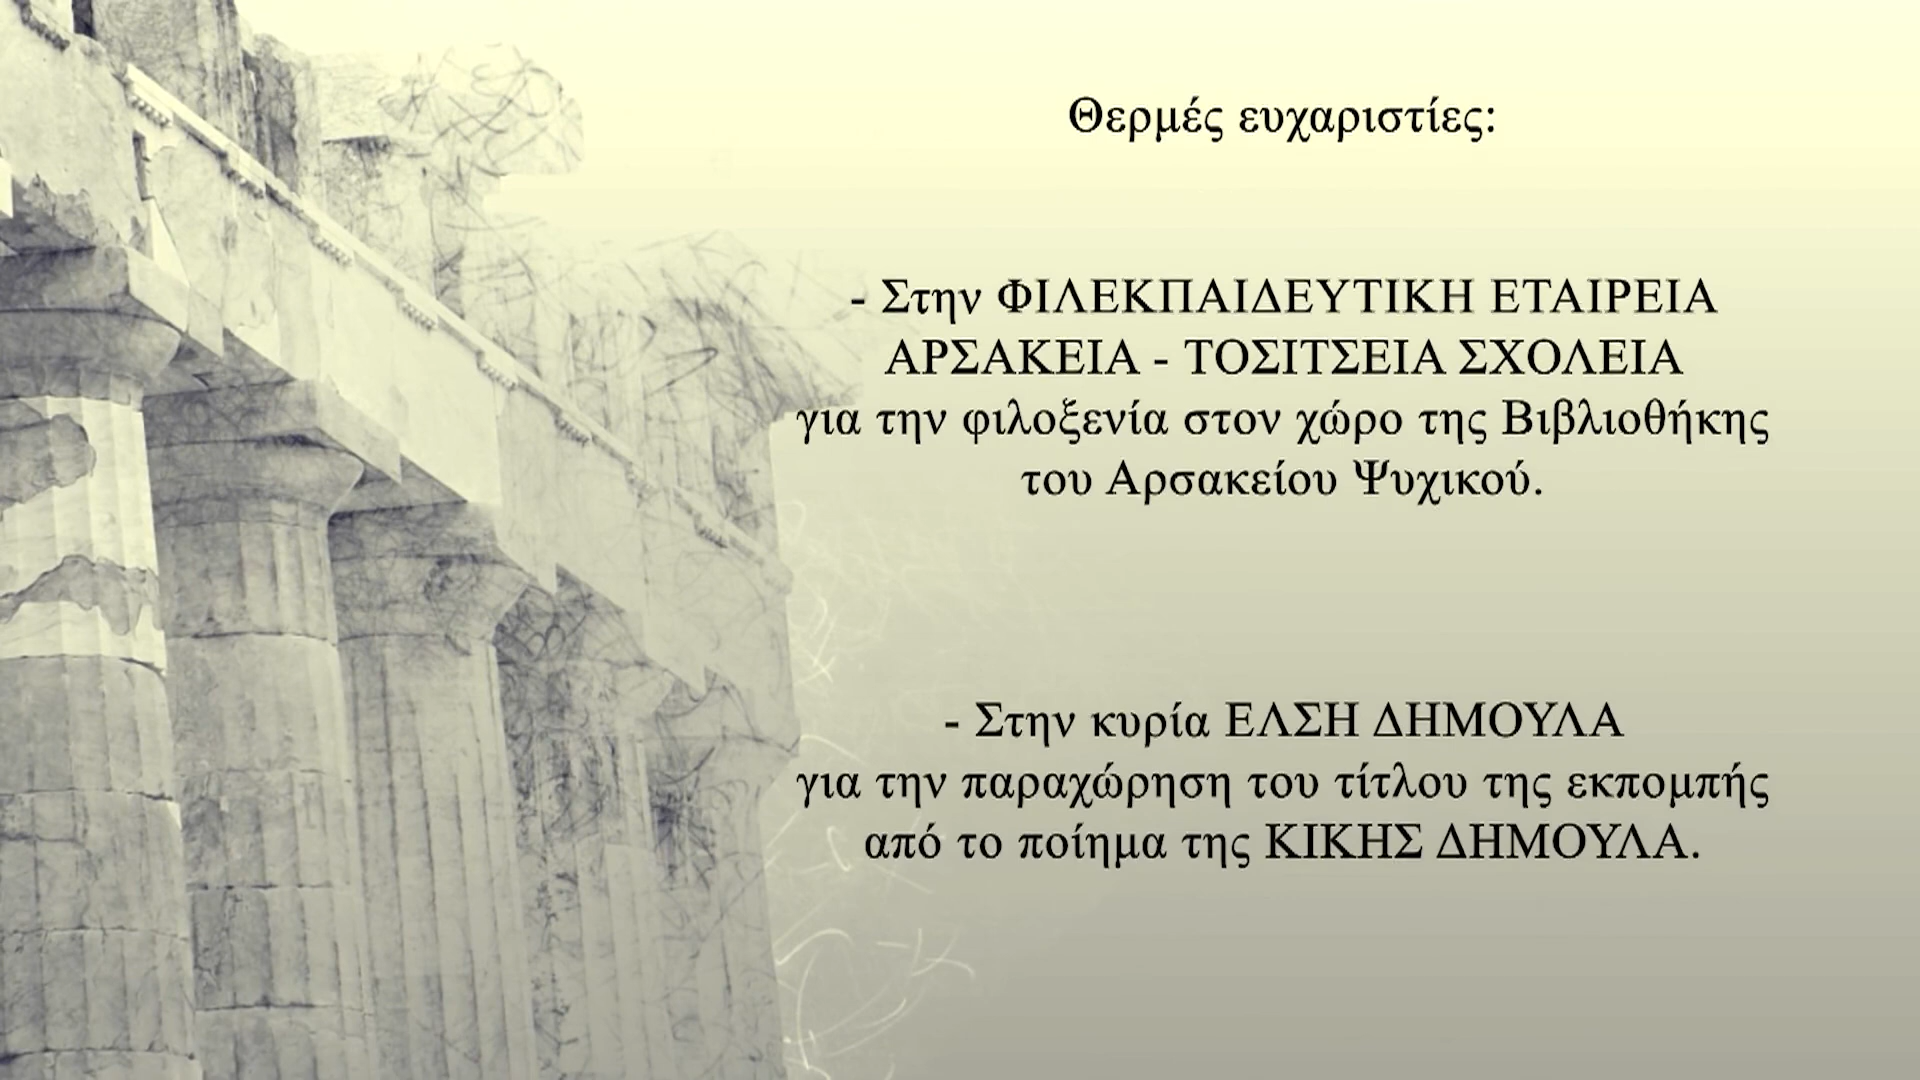 Θερμές ευχαριστίες:
- Στην ΦΙΛΕΚΠΑΙΔΕΥΤΙΚΗ ΕΤΑΙΡΕΙΑ
ΑΡΣΑΚΕΙΑ - ΤΟΣΙΤΣΕΙΑ ΣΧΟΛΕΙΑ
για την φιλοξενία στον χώρο της Βιβλιοθήκης
του Αρσακείου Ψυχικού.
- Στην κυρία ΕΛΣΗ ΔΗΜΟΥΛΑ
για την παραχώρηση του τίτλου της εκπομπής
από το ποίημα της ΚΙΚΗΣ ΔΗΜΟΥΛΑ.